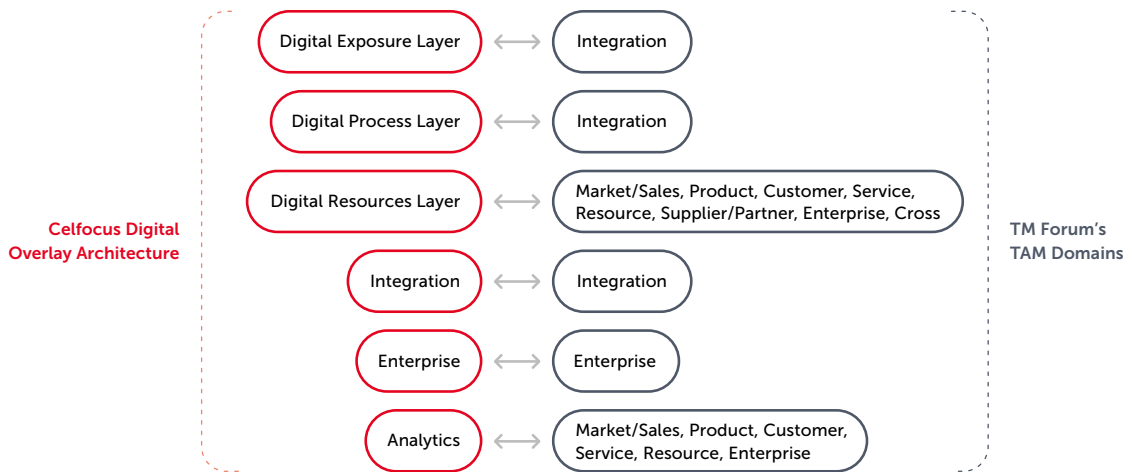 Digital Exposure Layer
Integration
Digital Process Layer
Integration
Digital Resources Layer
Market/Sales, Product, Customer, Service,
Resource, Supplier/Partner, Enterprise, Cross
Celfocus Digital
Overlay Architecture
TM Forum’s
TAM Domains
Integration
Integration
Enterprise
Enterprise
Analytics
Market/Sales, Product, Customer,
Service, Resource, Enterprise